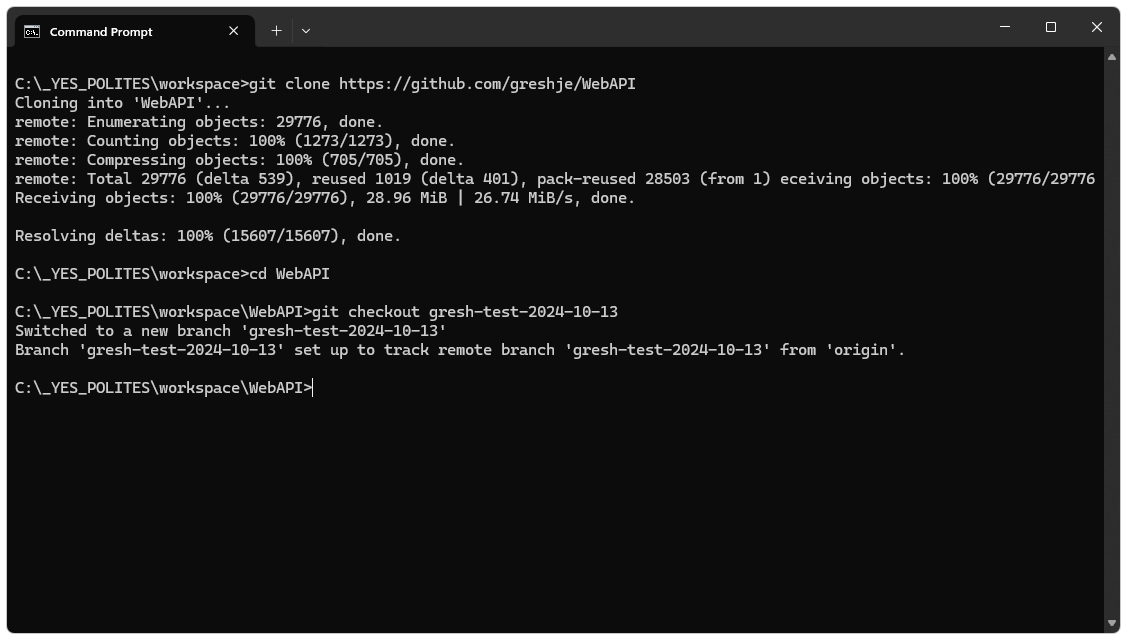 Command Prompt
C:\_YES_POLITES\workspace>git clone https://github.com/greshje/WebAPI
Cloning into 'WebAPI'...
remote: Enumerating objects: 29776, done.
remote: Counting objects: 100% (1273/1273), done.
remote: Compressing objects: 100% (705/705), done.
remote: Total 29776 (delta 539), reused 1019 (delta 401), pack-reused 28503 (from 1) eceiving objects: 100% (29776/29776
Receiving objects: 100% (29776/29776), 28.96 MiB | 26.74 MiB/s, done.
Resolving deltas: 100% (15607/15607), done.
C:\_YES_POLITES\workspace>cd WebAPI
C:\_YES_POLITES\workspace\WebAPI>git checkout gresh-test-2024-10-13
Switched to a new branch 'gresh-test-2024-10-13'
Branch 'gresh-test-2024-10-13' set up to track remote branch 'gresh-test-2024-10-13' from 'origin'.
C:\_YES_POLITES\workspace\WebAPI>